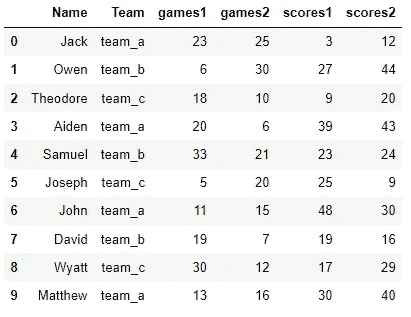 Name Team games1 games2 scores1 scores2
0 Jack team_a 23 25 3 12
1 Owen team_b 6 30 27 44
2 Theodore team_c 18 10 9 20
3 Aiden team_a 20 6 39 43
4 Samuel team_b 33 21 23 24
5 Joseph team_c 5 20 25 9
6 John team_a 11 15 48 30
7 David team_b 19 7 19 16
8 Wyatt team_c 30 12 17 29
9 Matthew team_a 13 16 30 40